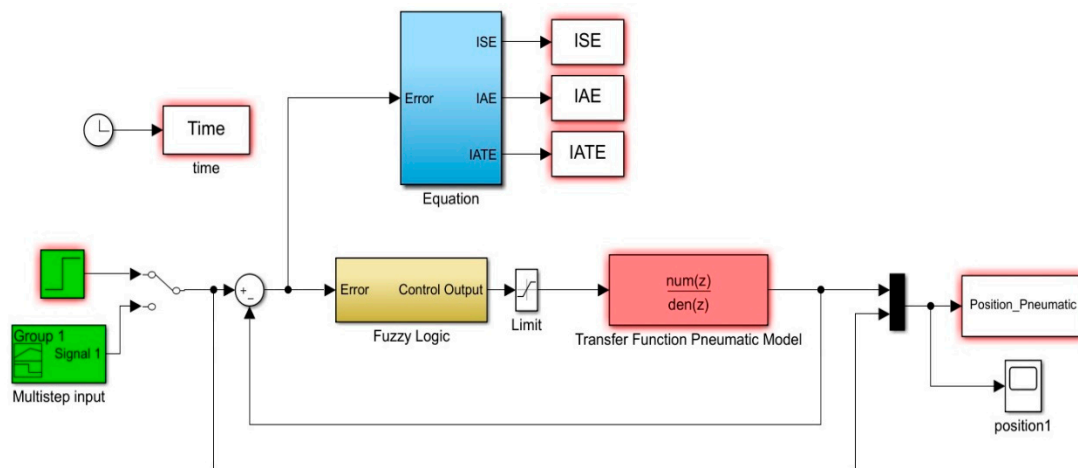 ISE
ISE
Error
IAE
IAE
Time
IATE
IATE
time
Equation
num(z)
Error
Control Output
den(z)
Position_Pneumatic
Limit
Group 1
Fuzzy Logic
Transfer Function Pneumatic Model
Signal 1
Multistep input
position1